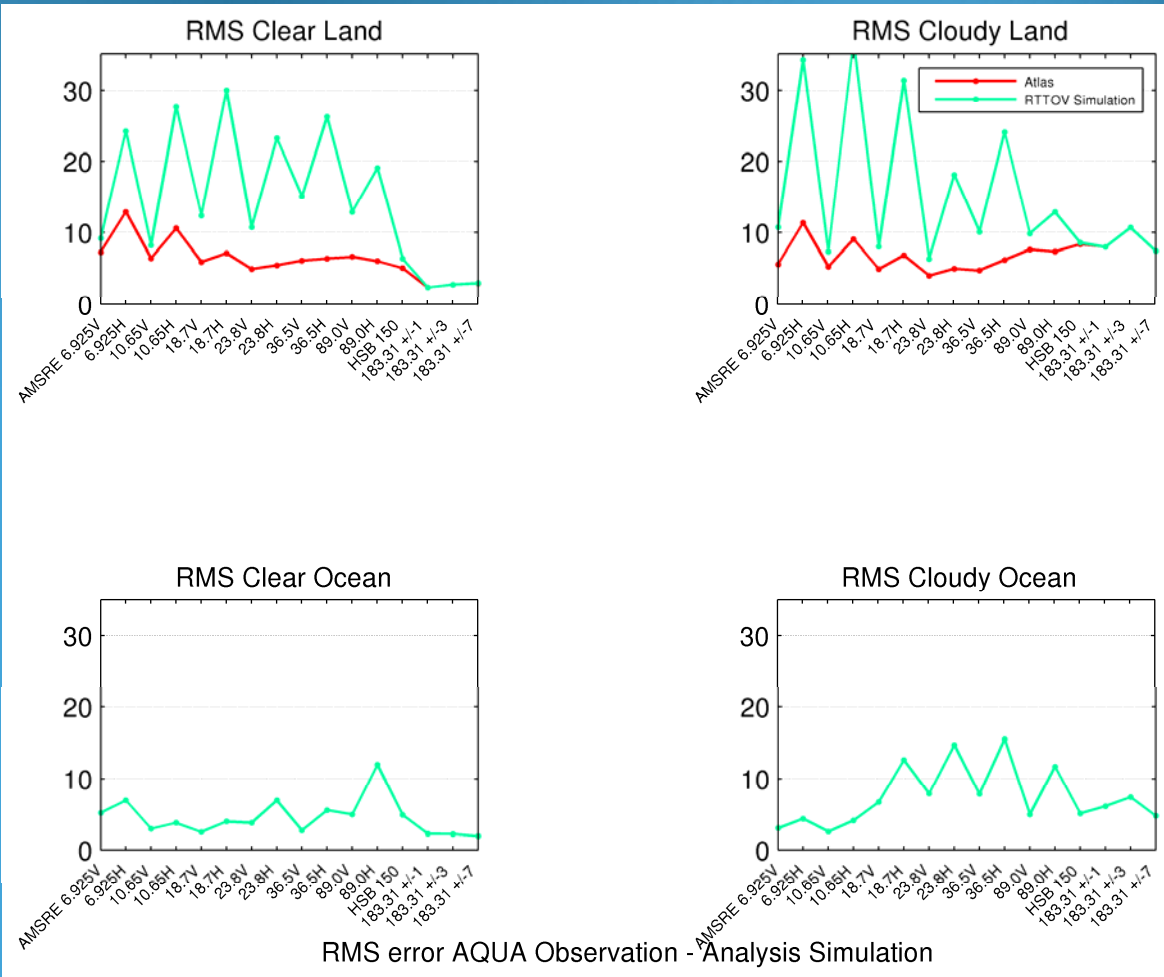 RMS Clear Land
30
20
10
0
AMSRE 6.925V
6.925H
10.65V
10.65H
18.7V
18.7H
23.8V
23.8H
36.5V
36.5H
89.0V
89.0H
HSB 150
183.31 +/-1
183.31 +/-3
183.31 +/-7
RMS Cloudy Land
Atlas
RTTOV Simulation
30
20
10
0
AMSRE 6.925V
6.925H
10.65V
10.65H
18.7V
18.7H
23.8V
23.8H
36.5V
36.5H
89.0V
89.0H
HSB 150
183.31 +/-1
183.31 +/-3
183.31 +/-7
RMS Clear Ocean
30
20
10
0
AMSRE 6.925V
6.925H
10.65V
10.65H
18.7V
18.7H
23.8V
23.8H
36.5V
36.5H
89.0V
89.0H
HSB 150
183.31 +/-1
183.31 +/-3
183.31 +/-7
RMS Cloudy Ocean
30
20
10
0
AMSRE 6.925V
6.925H
10.65V
10.65H
18.7V
18.7H
23.8V
23.8H
36.5V
36.5H
89.0V
89.0H
HSB 150
183.31 +/-1
183.31 +/-3
183.31 +/-7
RMS error AQUA Observation - Analysis Simulation